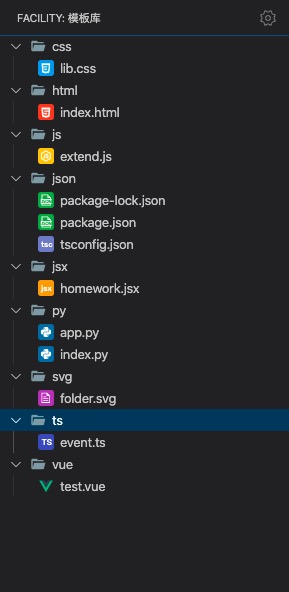 FACILITY: 模板库
css
lib.css
html
index.html
js
extend.js
json
package-lock.json
package.json
tsc tsconfig.json
jsx
jsx homework.jsx
py
app.py
index.py
svg
folder.svg
ts
TS event.ts
vue
test.vue